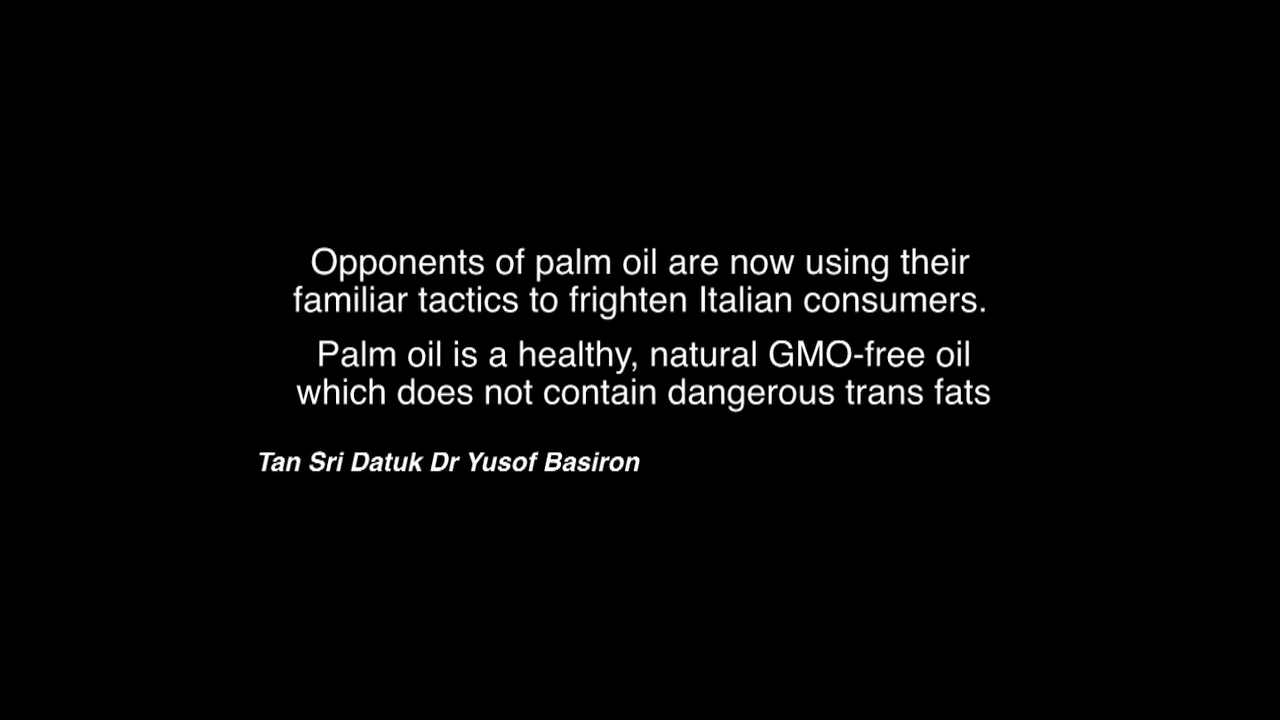 Opponents of palm oil are now using their
familiar tactics to frighten Italian consumers.
Palm oil is a healthy, natural GMO-free oil
which does not contain dangerous trans fats
Tan Sri Datuk Dr Yusof Basiron